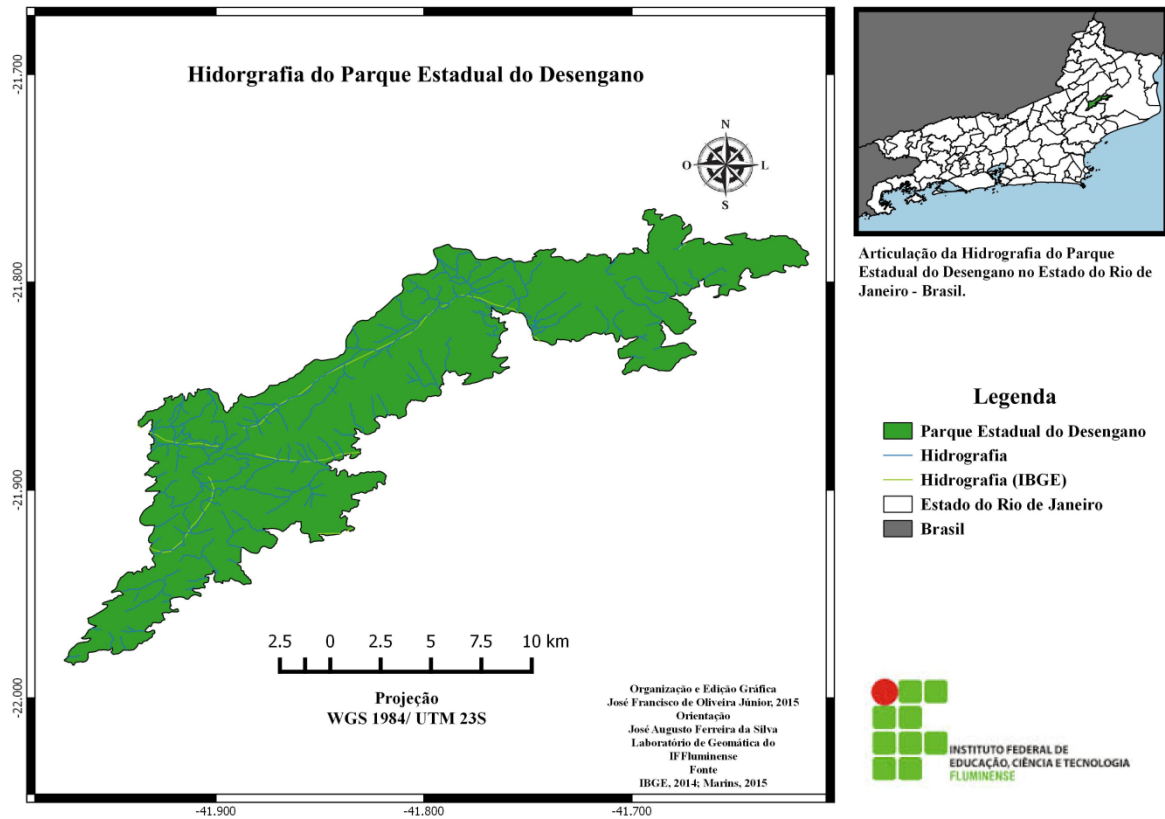 Hidorgrafia do Parque Estadual do Desengano
N
O
L
S
-21.700
-21.800
-21.900
-22.000
-41.900
-41.800
-41.700
2.5 0 2.5 5 7.5 10 km
Projeção
WGS 1984/ UTM 23S
Organização e Edição Gráfica
José Francisco de Oliveira Júnior, 2015
Orientação
José Augusto Ferreira da Silva
Laboratório de Geomática do
IFFluminense
Fonte
IBGE, 2014; Marins, 2015
Articulação da Hidrografia do Parque
Estadual do Desengano no Estado do Rio de
Janeiro - Brasil.
Legenda
Parque Estadual do Desengano
Hidrografia
Hidrografia (IBGE)
Estado do Rio de Janeiro
Brasil
INSTITUTO FEDERAL DE
EDUCAÇÃO, CIÊNCIA E TECNOLOGIA
FLUMINENSE